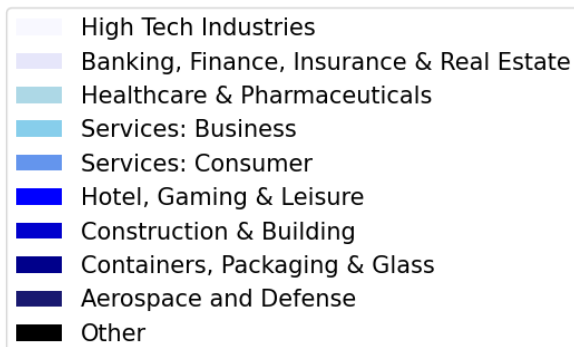 High Tech Industries
Banking, Finance, Insurance & Real Estate
Healthcare & Pharmaceuticals
Services: Business
Services: Consumer
Hotel, Gaming & Leisure
Construction & Building
Containers, Packaging & Glass
Aerospace and Defense
Other